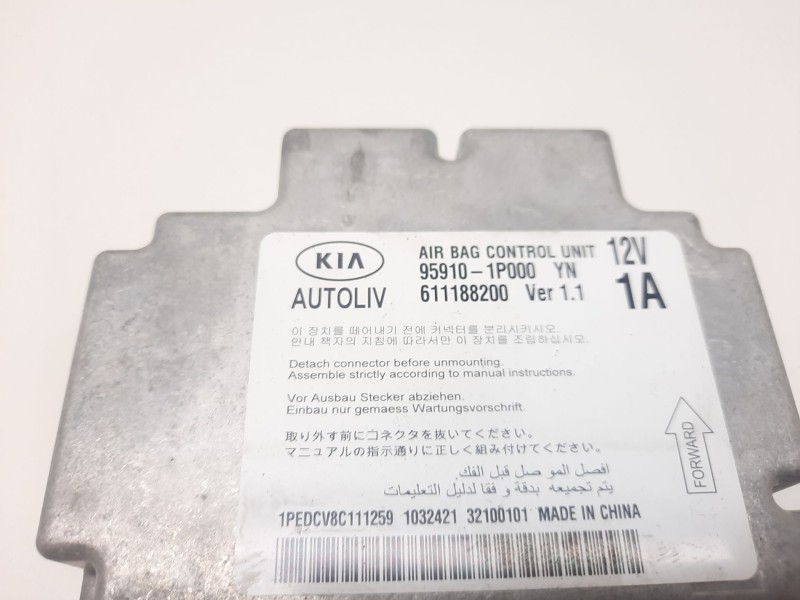 KIA
AUTOLIV
AIR BAG CONTROL UNIT 12V
95910-1P000 YN
611188200 Ver 1.1 1A
이 장치를 떼어내기 전에 커넥터를 분리시키시오.
안내 책자의 지침에 따라서만 이 장치를 조립하십시오.
Detach connector before unmounting.
Assemble strictly according to manual instructions.
Vor Ausbau Stecker abziehen.
Einbau nur gemaess Wartungsvorschrift.
取り外す前にコネクタを抜いてください。
マニュアルの指示通りに正しく組み付けてください。
افصل الموصل قبل الفك.
يتم تجميعه بدقة و فقا لدليل التعليمات
FORWARD
1PEDCV8C111259 1032421 32100101 MADE IN CHINA